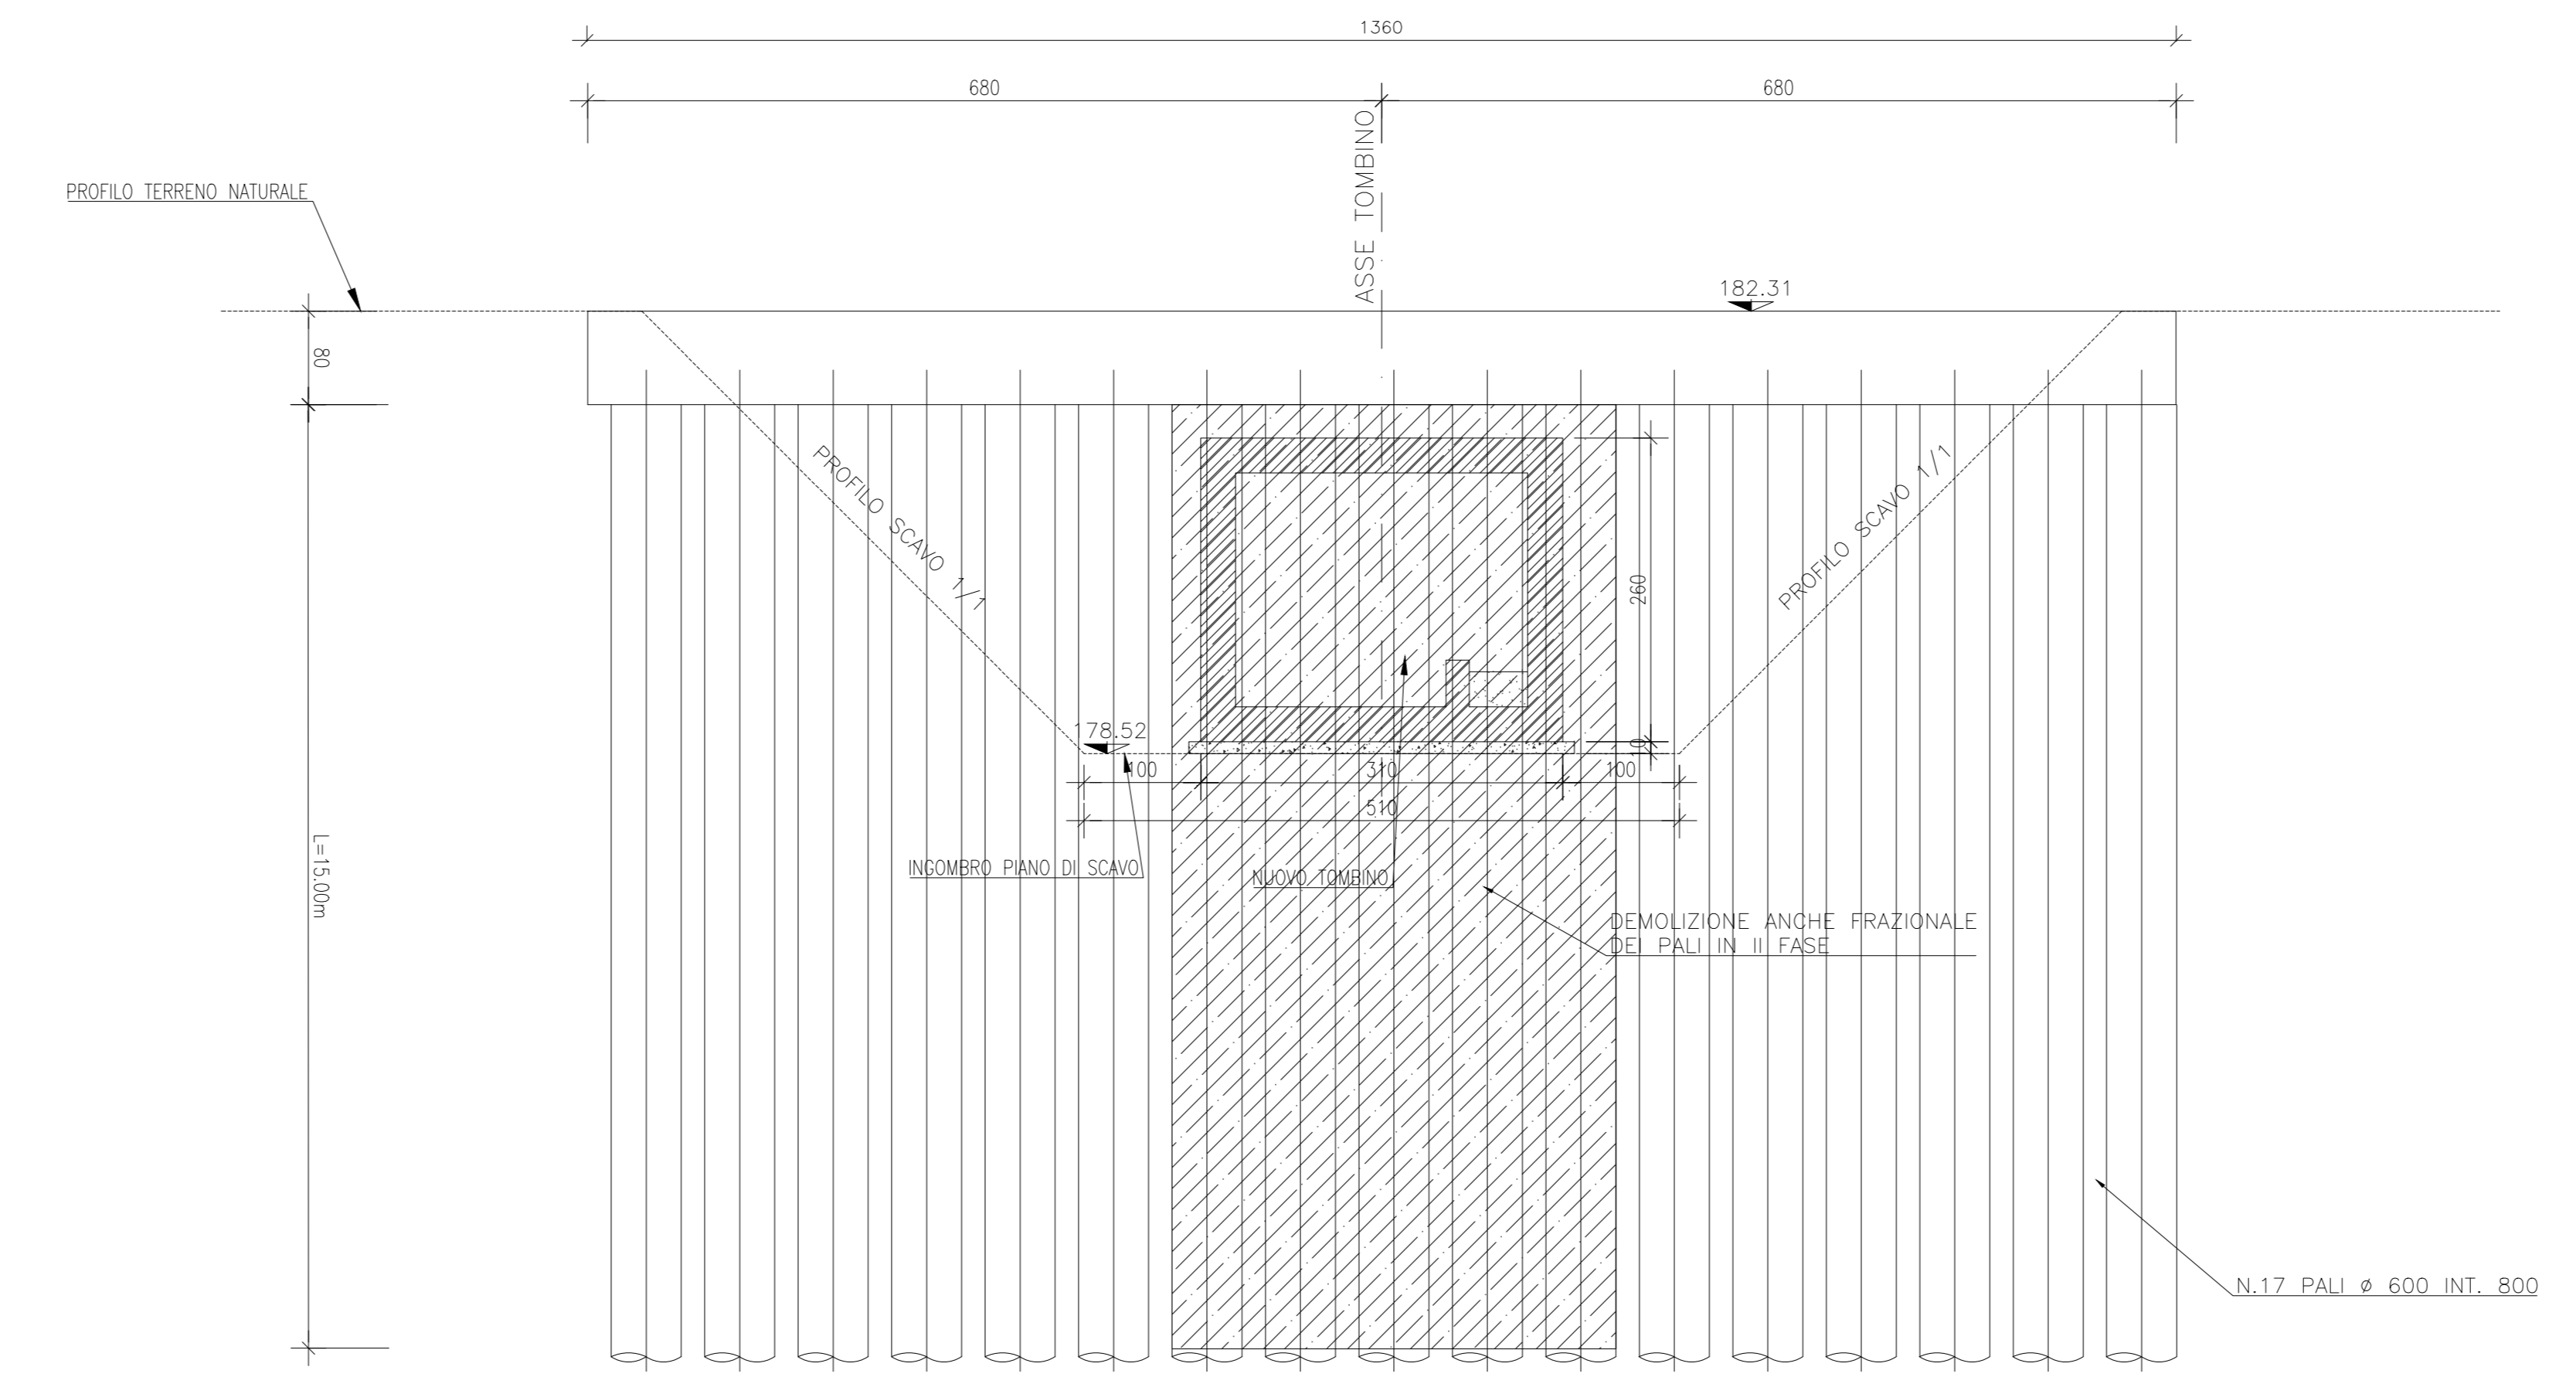 1360
680
680
ASSE TOMBINO
PROFILO TERRENO NATURALE
182.31
80
PROFILO SCAVO 1/1
PROFILO SCAVO 1/1
260
178.52
10
100
310
100
510
L=15.00m
INGOMBRO PIANO DI SCAVO
NUOVO TOMBINO
DEMOLIZIONE ANCHE FRAZIONALE
DEI PALI IN II FASE
N.17 PALI ø 600 INT. 800